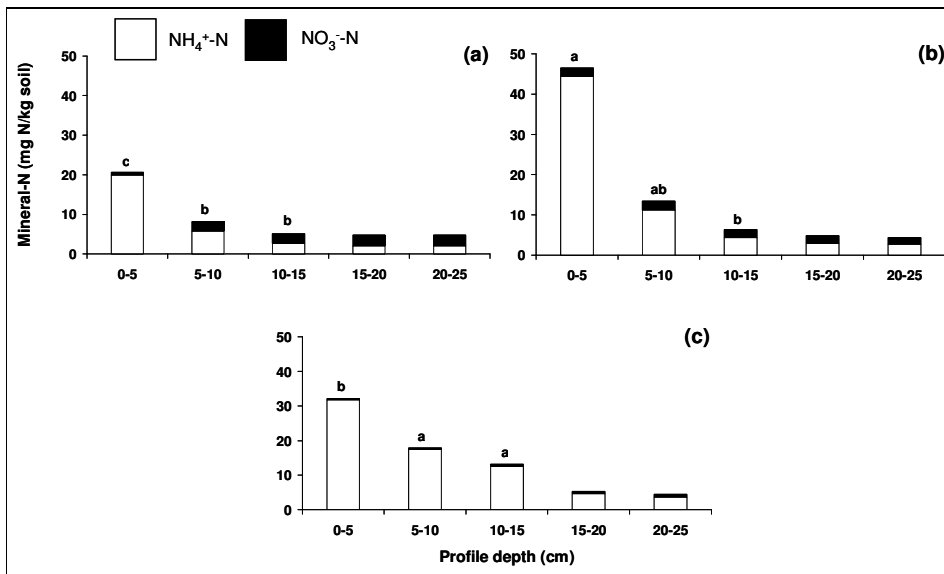 NH₄⁺-N NO₃⁻-N
(a)
Mineral-N (mg N/kg soil)
50
40
30
20
10
0
c
b
b
0-5 5-10 10-15 15-20 20-25
(b)
50
40
30
20
10
0
a
ab
b
0-5 5-10 10-15 15-20 20-25
(c)
50
40
30
20
10
0
b
a
a
0-5 5-10 10-15 15-20 20-25
Profile depth (cm)